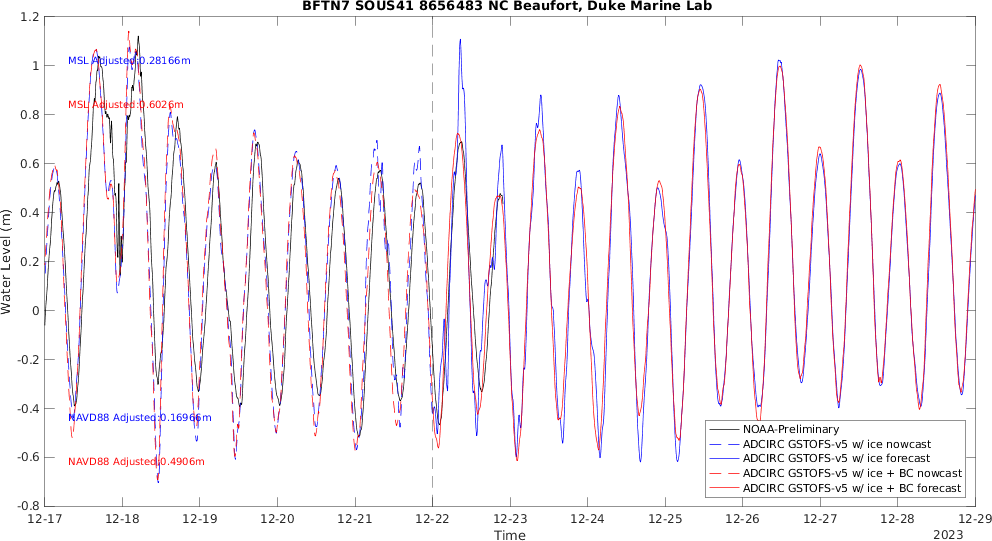 BFTN7 SOUS41 8656483 NC Beaufort, Duke Marine Lab
1.2
1
0.8
0.6
0.4
0.2
0
-0.2
-0.4
-0.6
-0.8
Water Level (m)
MSL Adjusted:0.28166m
MSL Adjusted:0.6026m
NAVD88 Adjusted:0.16966m
NAVD88 Adjusted:0.4906m
NOAA-Preliminary
ADCIRC GSTOFS-v5 w/ ice nowcast
ADCIRC GSTOFS-v5 w/ ice forecast
ADCIRC GSTOFS-v5 w/ ice + BC nowcast
ADCIRC GSTOFS-v5 w/ ice + BC forecast
12-17 12-18 12-19 12-20 12-21 12-22 12-23 12-24 12-25 12-26 12-27 12-28 12-29
Time
2023